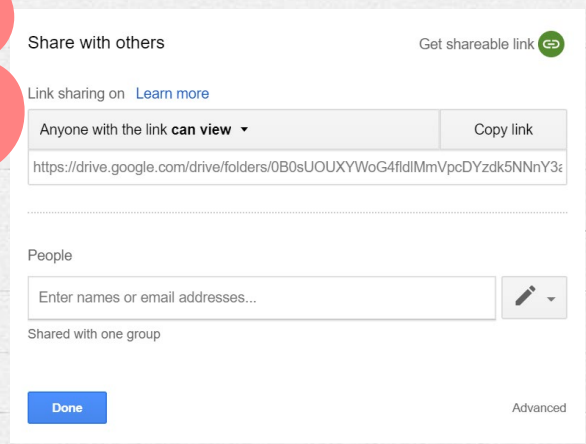 Share with others
Get shareable link
Link sharing on Learn more
Anyone with the link can view
Copy link
https://drive.google.com/drive/folders/0B0sUOUXYWoG4fldlMmVpcDYzdk5NNnY3a
People
Enter names or email addresses...
Shared with one group
Done
Advanced